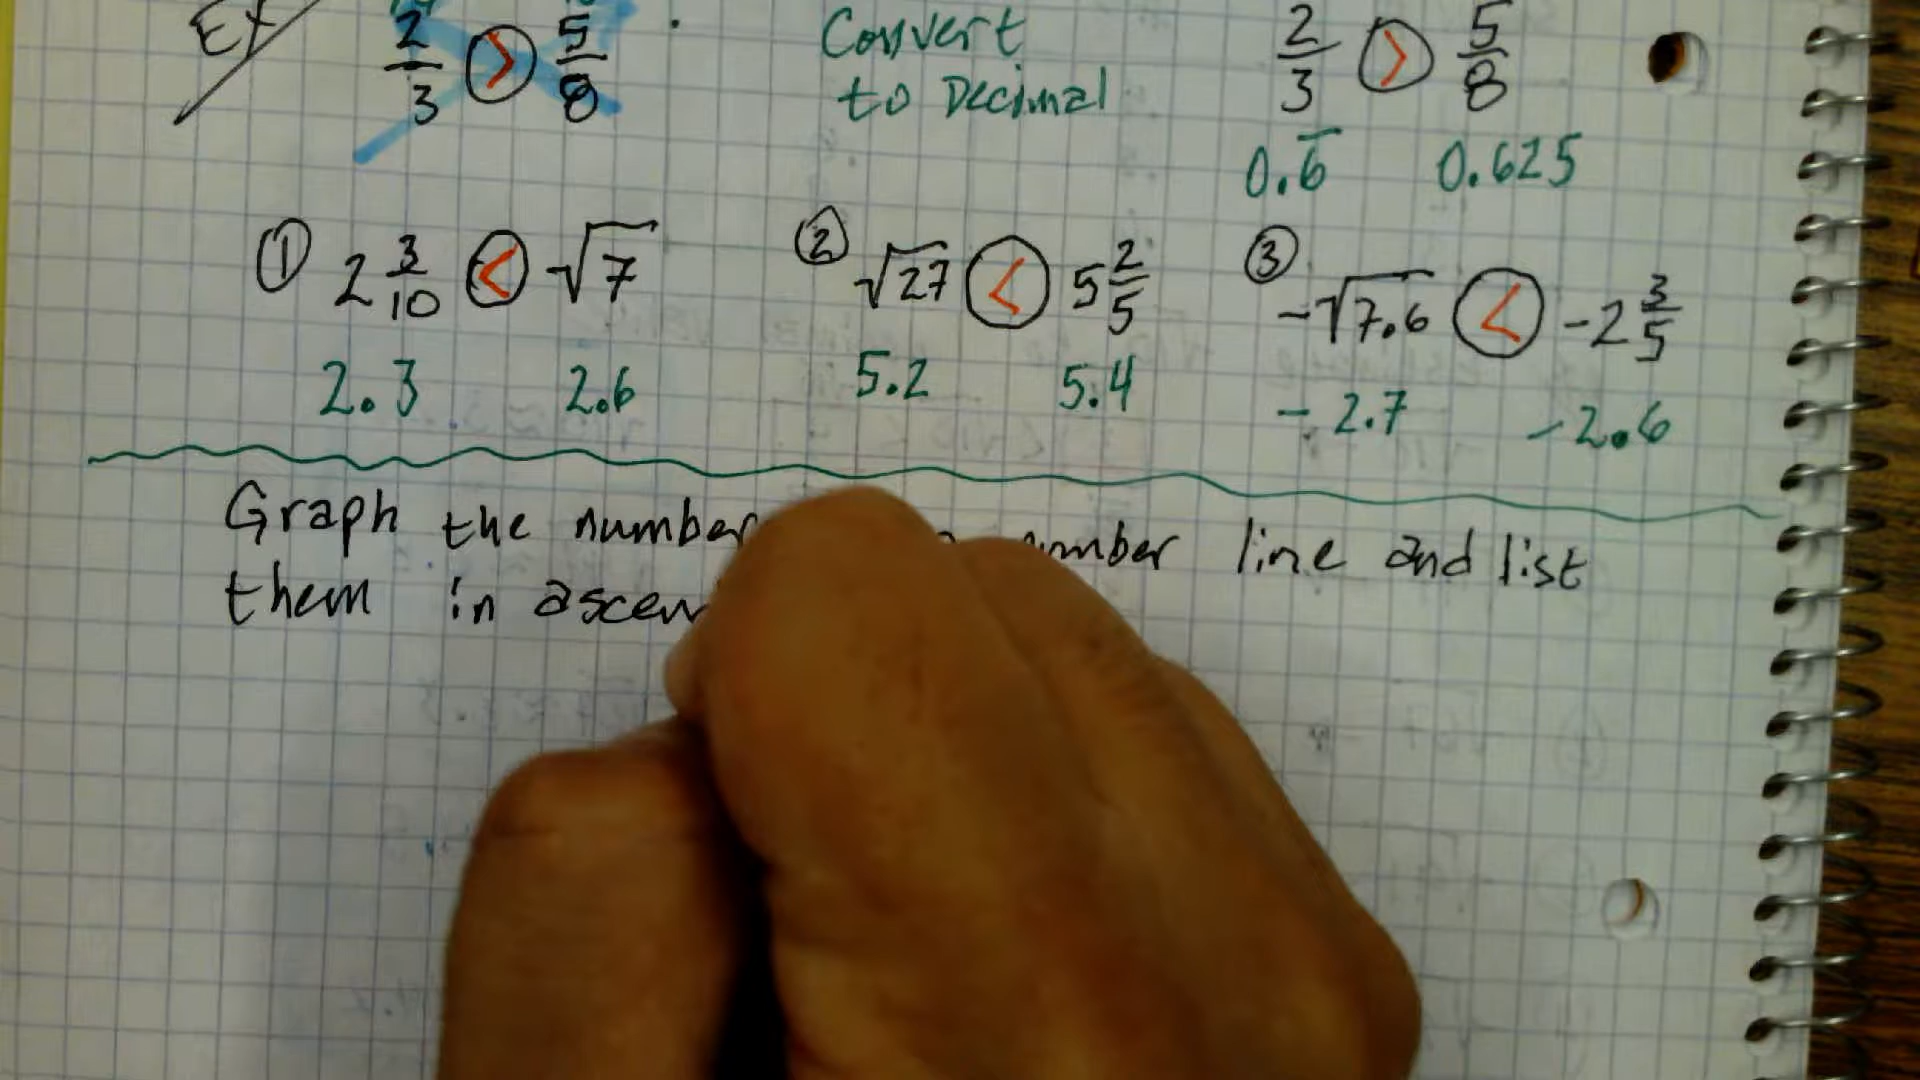 Ex/ 2/3 > 5/8 Convert to Decimal 2/3 > 5/8
0.6̅ 0.625
① 2 3/10 < √7 ② √27 < 5 2/5 ③ -√7.6 < -2 3/5
2.3 2.6 5.2 5.4 -2.7 -2.6
Graph the number number line and list
them in ascen